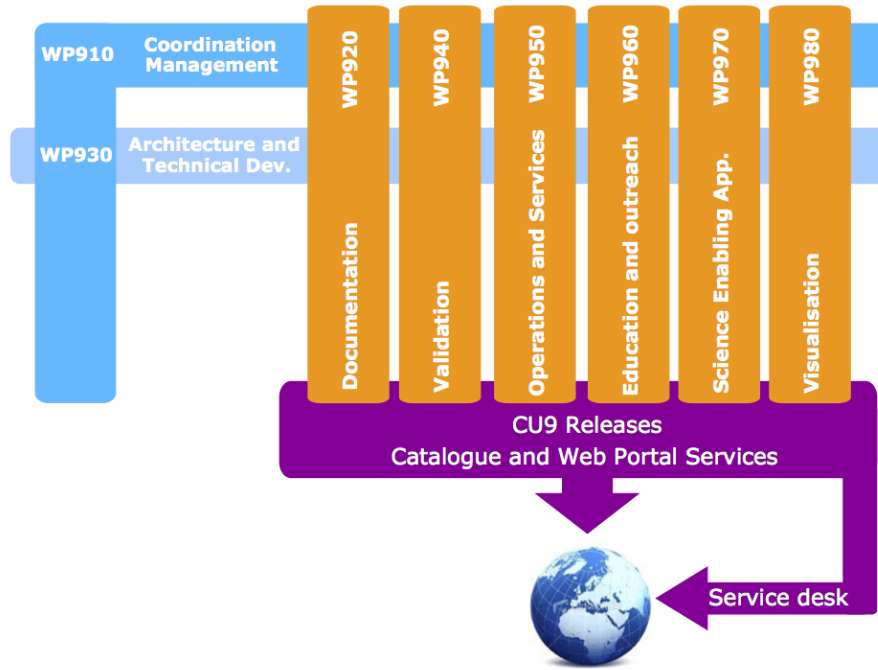 WP910
Coordination
Management
WP930
Architecture and
Technical Dev.
WP920
Documentation
WP940
Validation
WP950
Operations and Services
WP960
Education and outreach
WP970
Science Enabling App.
WP980
Visualisation
CU9 Releases
Catalogue and Web Portal Services
Service desk